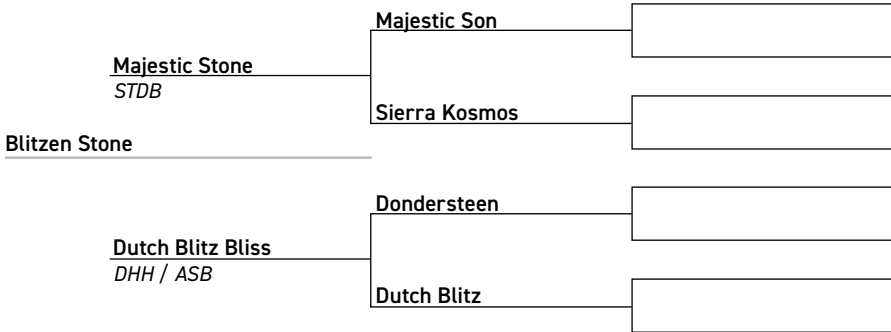 Majestic Son
Majestic Stone
STDB
Sierra Kosmos
Blitzen Stone
Dondersteen
Dutch Blitz Bliss
DHH / ASB
Dutch Blitz